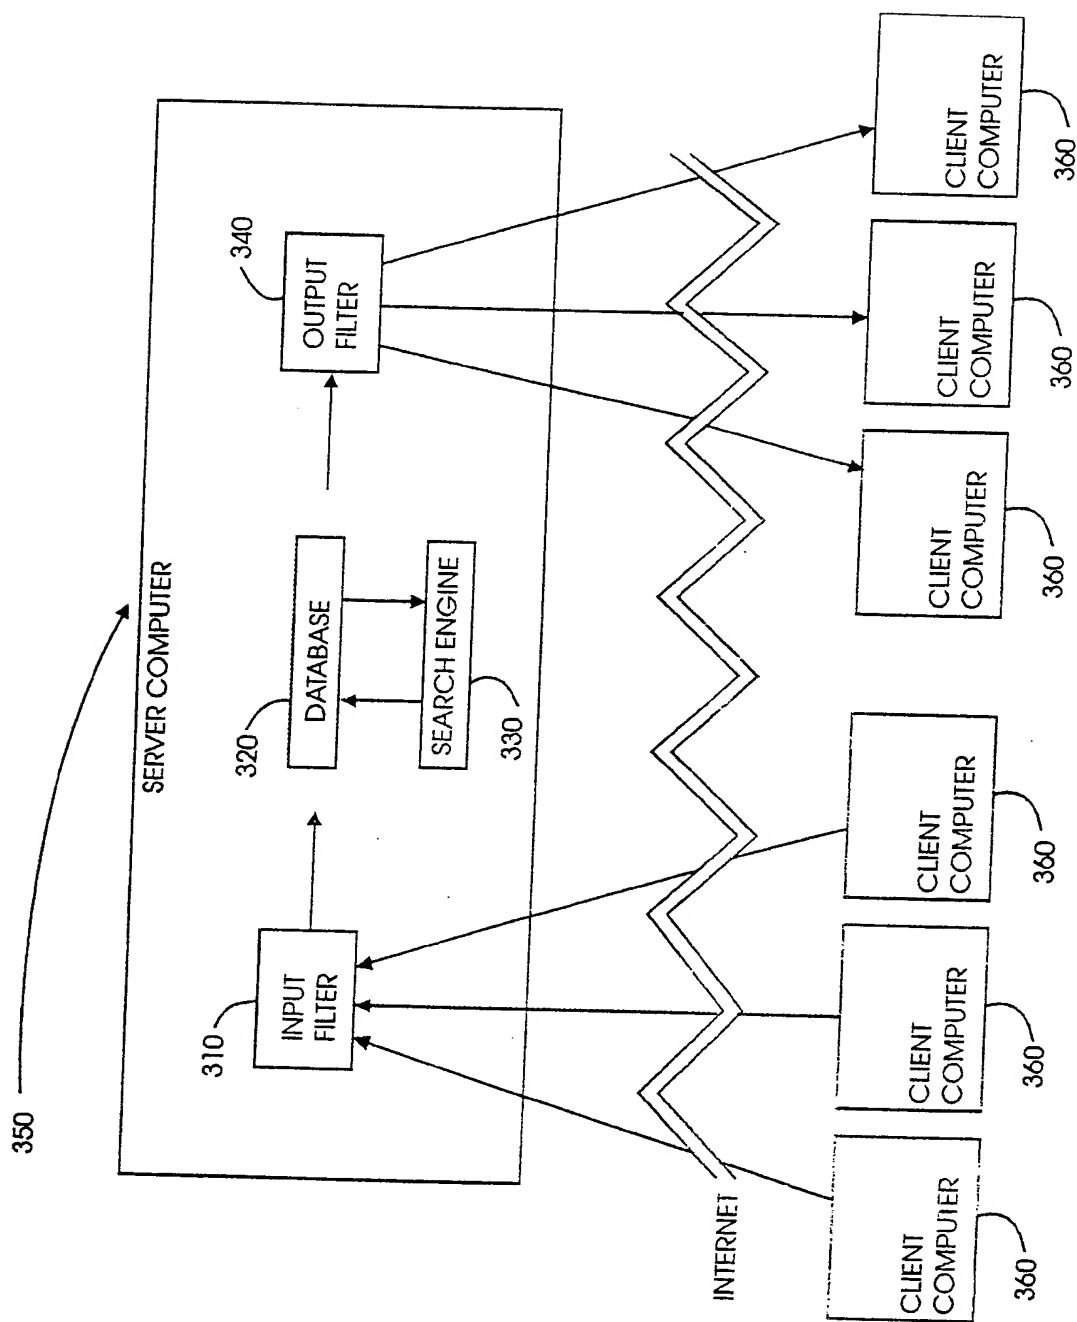 350
SERVER COMPUTER
310
INPUT
FILTER
320
DATABASE
SEARCH ENGINE
330
340
OUTPUT
FILTER
INTERNET
CLIENT
COMPUTER
360
CLIENT
COMPUTER
360
CLIENT
COMPUTER
360
CLIENT
COMPUTER
360
CLIENT
COMPUTER
360
CLIENT
COMPUTER
360